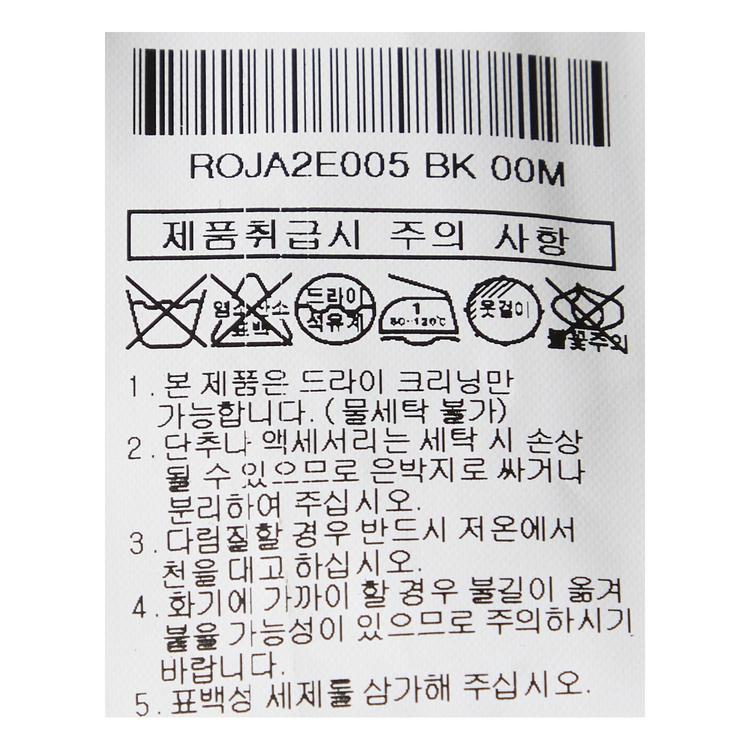 ROJA2E005 BK 00M
제품취급시 주의 사항
염소산소
표백
드라이
석유계
1
80-120℃
옷걸이
불꽃주의
1. 본 제품은 드라이 크리닝만
가능합니다. (물세탁 불가)
2. 단추나 액세서리는 세탁 시 손상
될 수 있으므로 은박지로 싸거나
분리하여 주십시오.
3. 다림질할 경우 반드시 저온에서
천을 대고 하십시오.
4. 화기에 가까이 할 경우 불길이 옮겨
붙을 가능성이 있으므로 주의하시기
바랍니다.
5. 표백성 세제를 삼가해 주십시오.